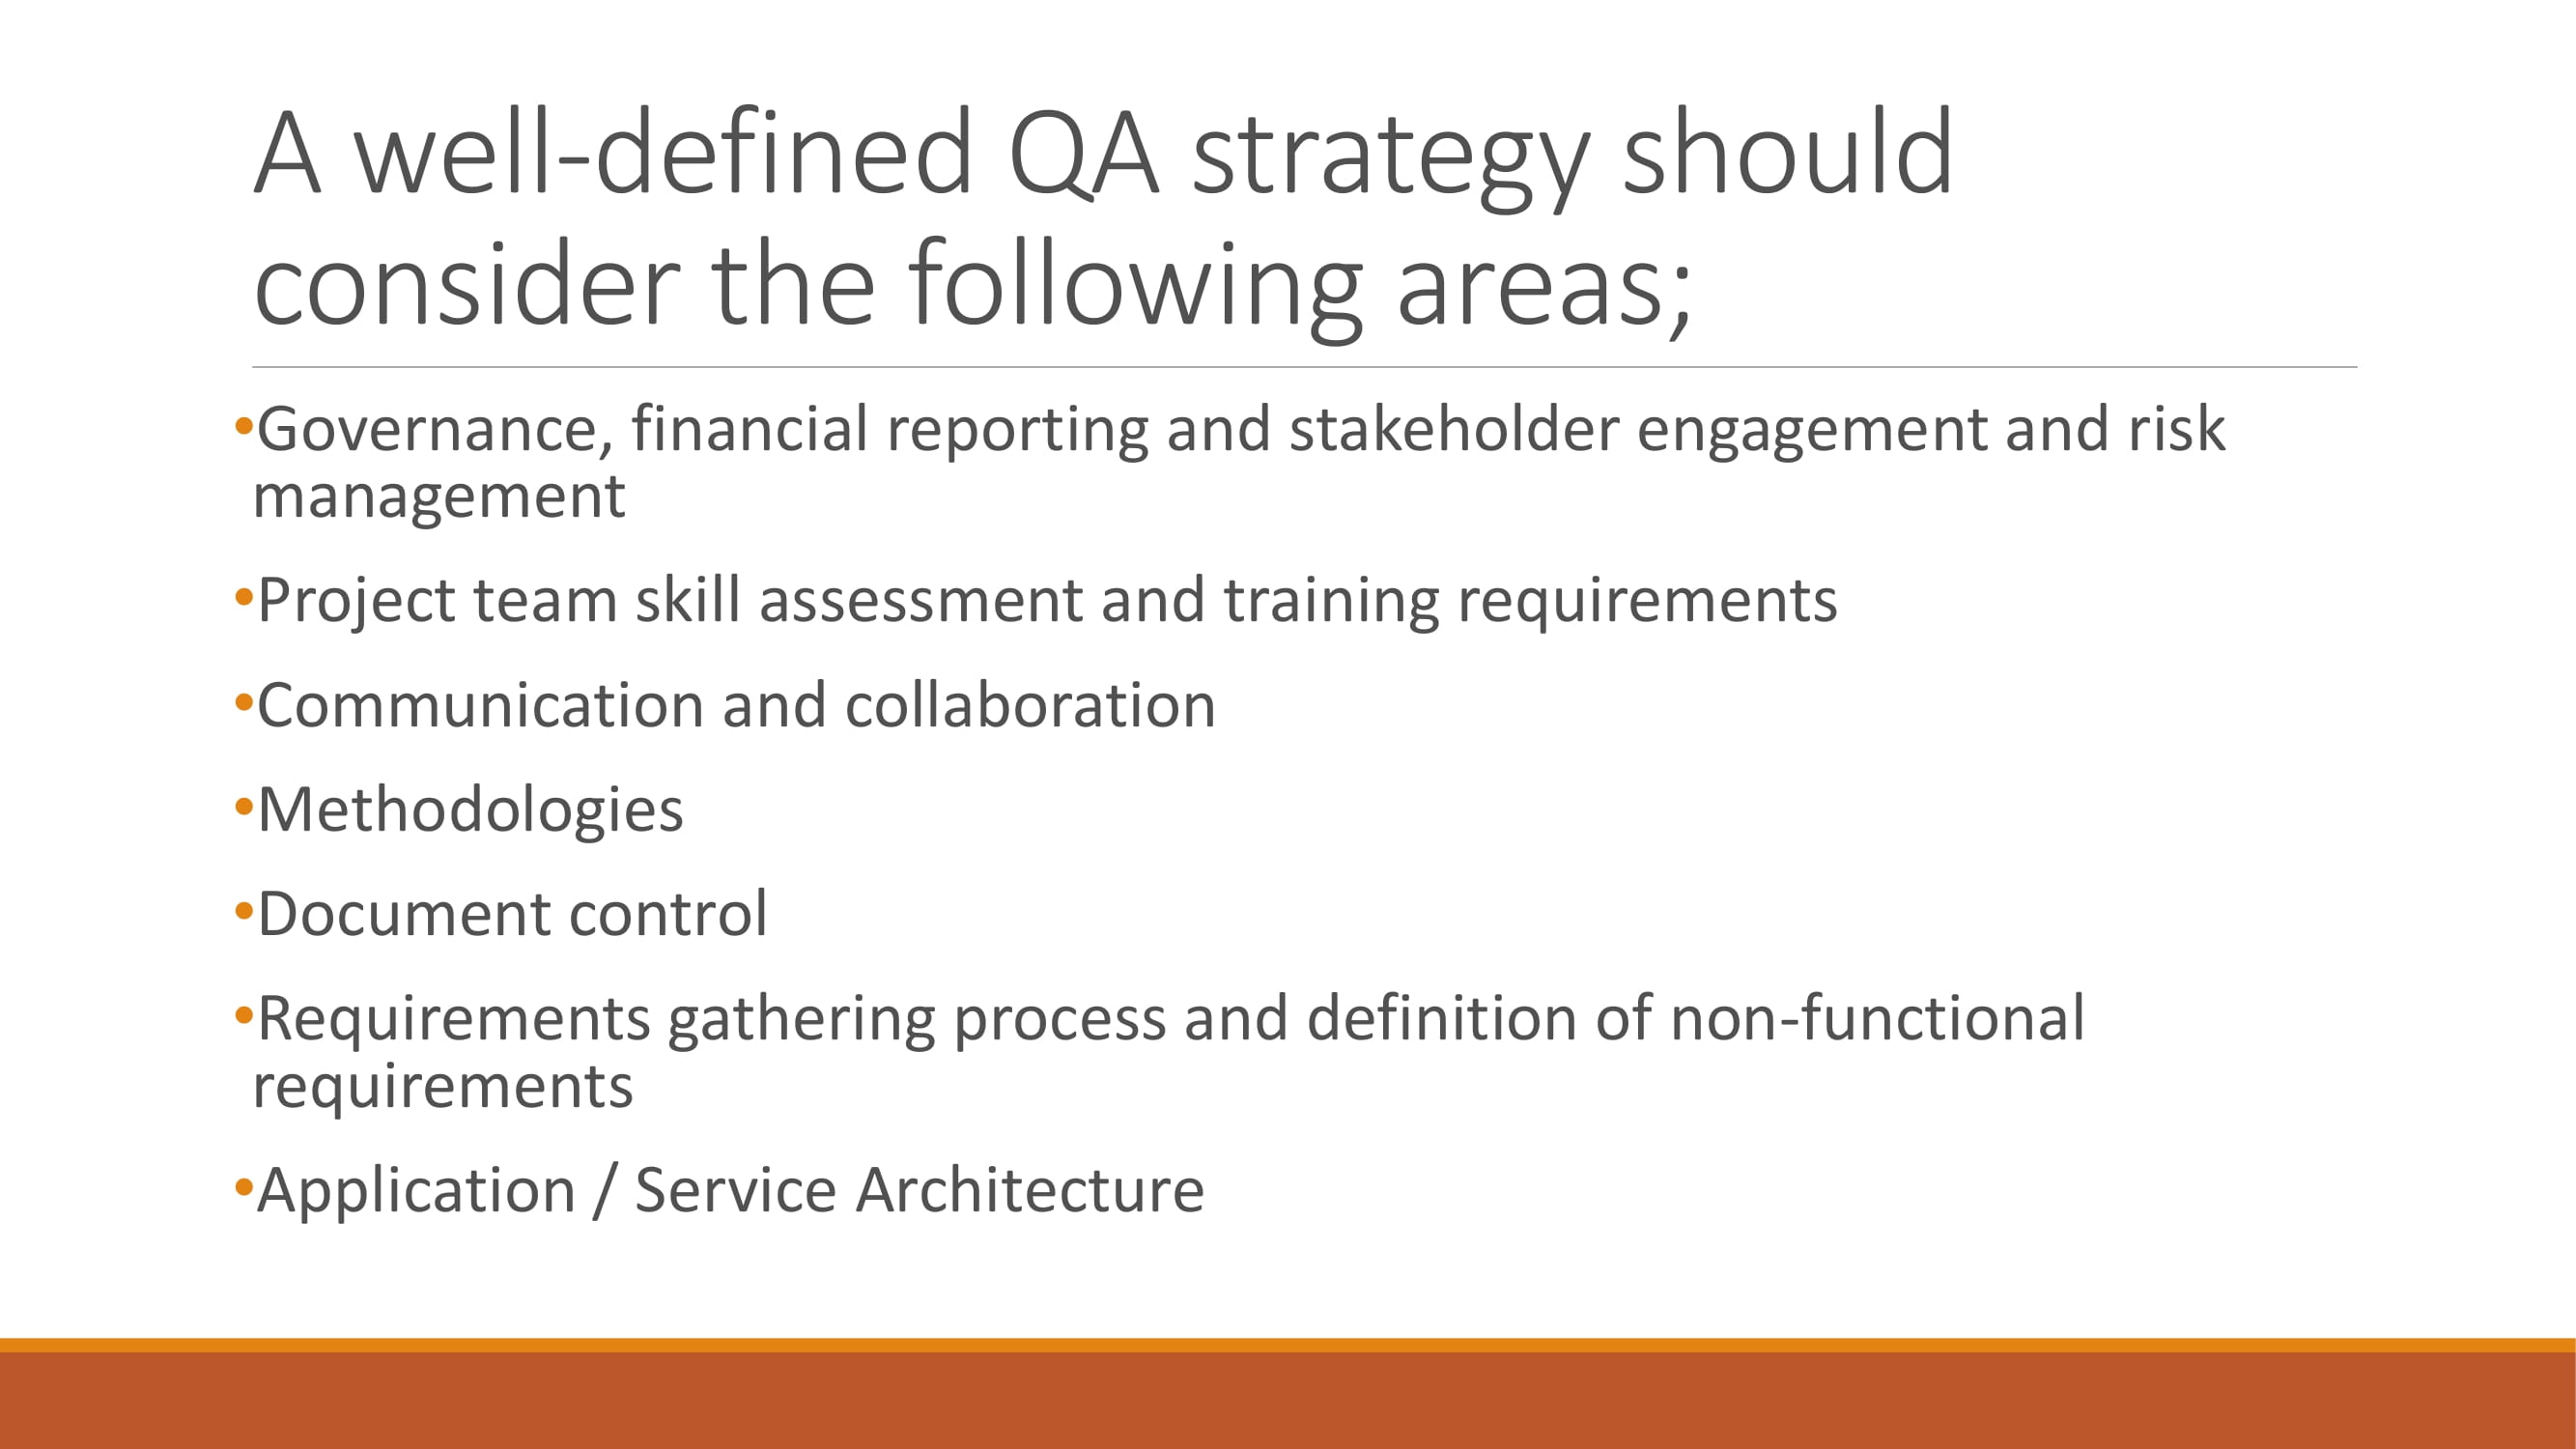 A well-defined QA strategy should
consider the following areas;
•Governance, financial reporting and stakeholder engagement and risk
management
•Project team skill assessment and training requirements
•Communication and collaboration
•Methodologies
•Document control
•Requirements gathering process and definition of non-functional
requirements
•Application / Service Architecture